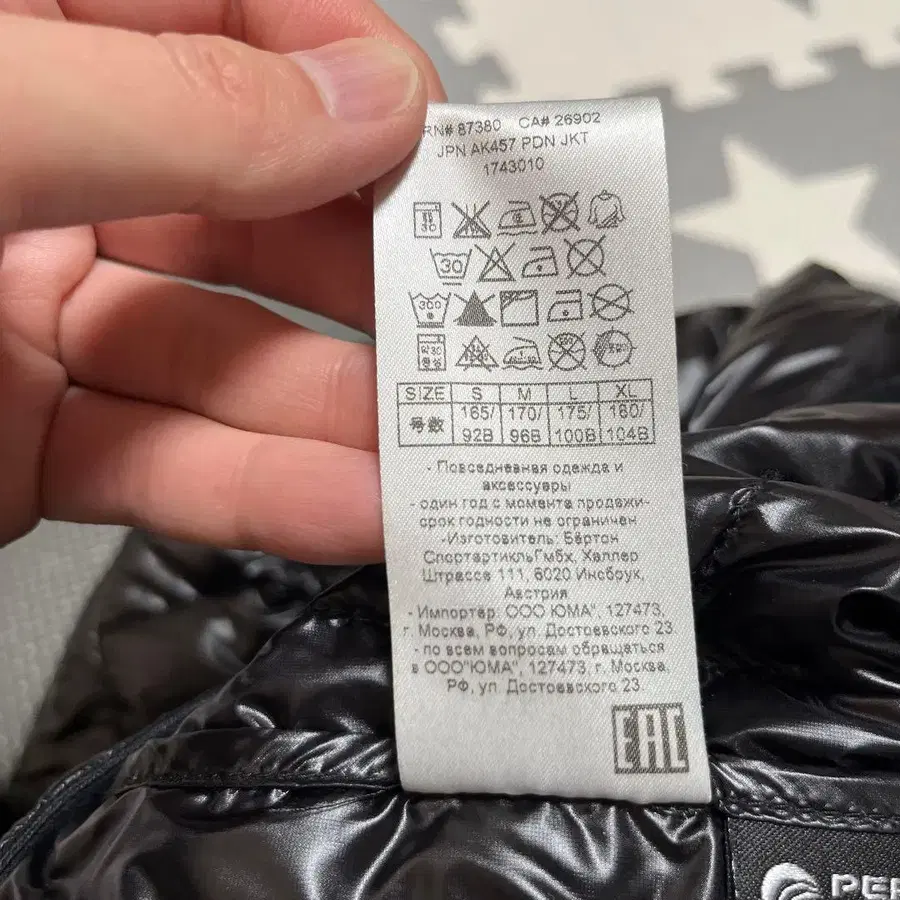 RN# 87380 CA# 26902
JPN AK457 PDN JKT
1743010
30
SIZE S M L XL
号数 165/92B 170/96B 175/100B 180/104B
- Повседневная одежда и
аксессуары
- один год с момента продажи-
срок годности не ограничен
-Изготовитель: Бёртон
СпортартикльГмбх, Халлер
Штрассе 111, 6020 Инсбрук,
Австрия
- Импортер: ООО ЮМА", 127473,
г. Москва, РФ, ул. Достоевского 23
- по всем вопросам обращаться
в ООО"ЮМА", 127473, г. Москва,
РФ, ул. Достоевского 23.
EAC